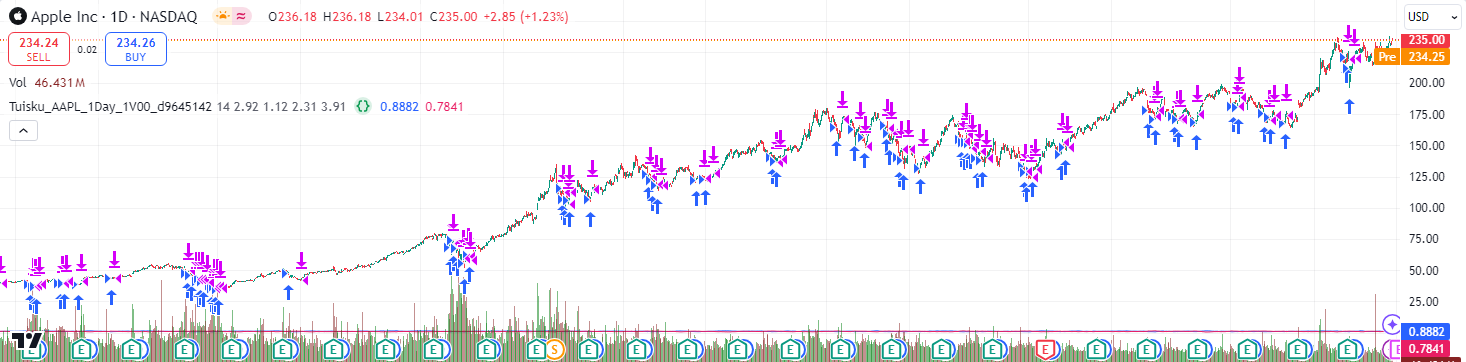 Apple Inc · 1D · NASDAQ O236.18 H236.18 L234.01 C235.00 +2.85 (+1.23%) USD
234.24 SELL 0.02 234.26 BUY
235.00
Pre 234.25
Vol 46.431M
Tuisku_AAPL_1Day_1V00_d9645142 14 2.92 1.12 2.31 3.91 {} 0.8882 0.7841
200.00
175.00
150.00
125.00
100.00
75.00
50.00
25.00
0.8882
0.7841
E E E E E E E E E E E S E E E E E E E E E E E E E E E E